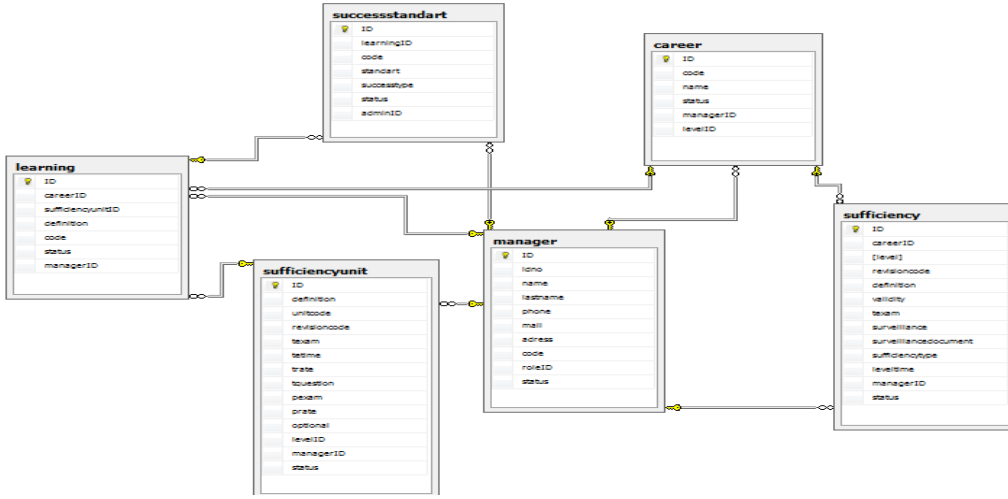 successstandart
ID
learningID
code
standart
successtype
status
adminID
career
ID
code
name
status
managerID
levelID
learning
ID
careerID
sufficiencyunitID
definition
code
status
managerID
sufficiency
ID
careerID
[level]
revisioncode
definition
validity
texam
surveillance
surveillancedocument
sufficiencytype
leveltime
managerID
status
manager
ID
idno
name
lastname
phone
mail
adress
code
roleID
status
sufficiencyunit
ID
definition
unitcode
revisioncode
texam
tatime
trate
tquestion
pexam
prate
optional
levelID
managerID
status